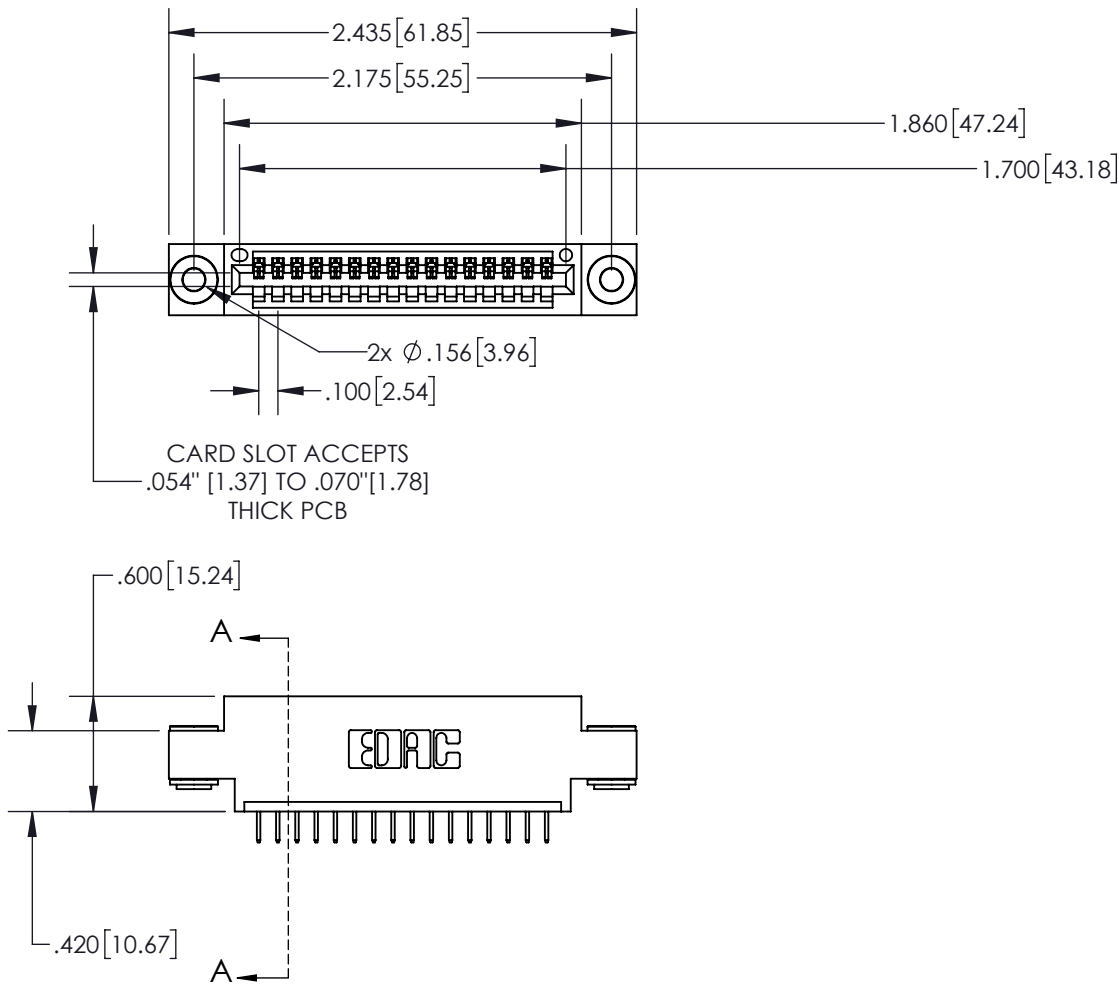 2.435[61.85]
2.175[55.25]
1.860[47.24]
1.700[43.18]
2x ⌀.156[3.96]
.100[2.54]
CARD SLOT ACCEPTS
.054" [1.37] TO .070"[1.78]
THICK PCB
.600[15.24]
A
EDAC
.420[10.67]
A